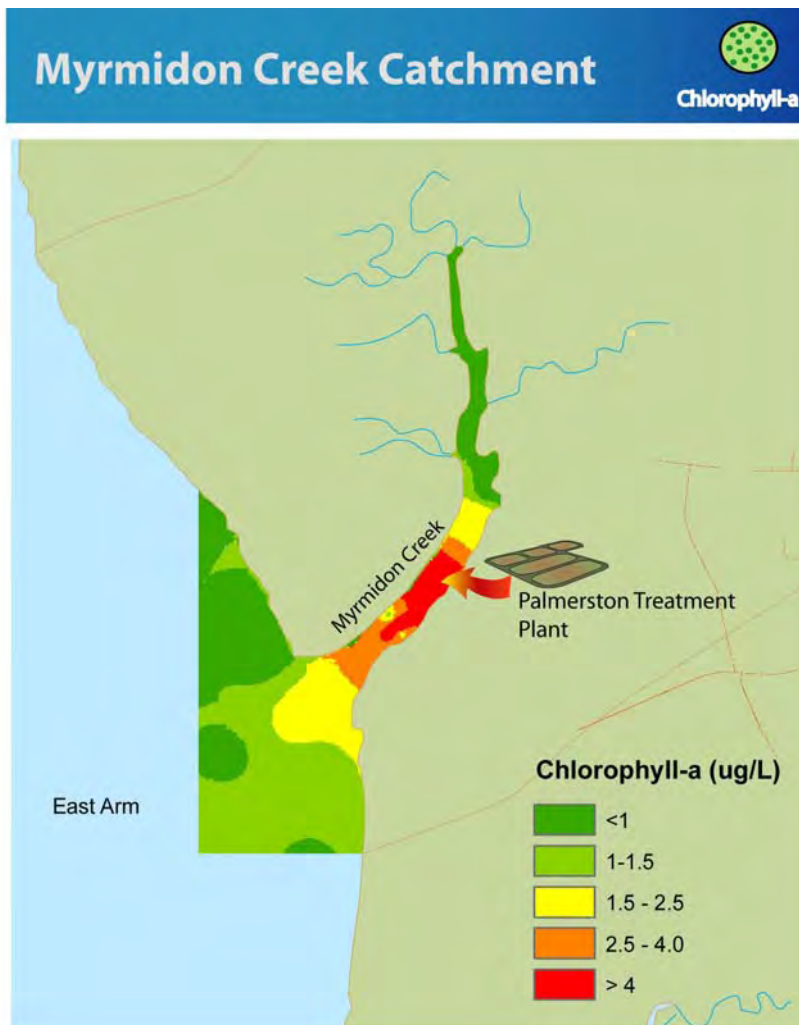 Myrmidon Creek Catchment
Chlorophyll-a
Myrmidon Creek
Palmerston Treatment
Plant
East Arm
Chlorophyll-a (ug/L)
<1
1-1.5
1.5 - 2.5
2.5 - 4.0
> 4